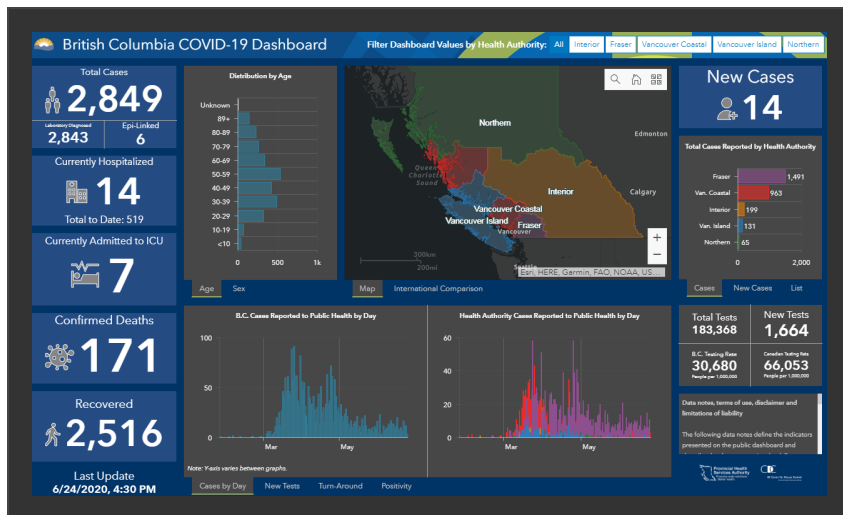 British Columbia COVID-19 Dashboard
Filter Dashboard Values by Health Authority: All Interior Fraser Vancouver Coastal Vancouver Island Northern
Total Cases
2,849
Laboratory Diagnosed
2,843
Epi-Linked
6
Currently Hospitalized
14
Total to Date: 519
Currently Admitted to ICU
7
Confirmed Deaths
171
Recovered
2,516
Last Update
6/24/2020, 4:30 PM
Distribution by Age
Unknown
89+
80-89
70-79
60-69
50-59
40-49
30-39
20-29
10-19
<10
0 500 1k
Age Sex
Northern
Edmonton
Queen
Charlotte
Sound
Interior
Calgary
Vancouver Coastal
Vancouver Island
Fraser
Vancouver
300km
200mi
Seattle
+
−
Esri, HERE, Garmin, FAO, NOAA, US....
Map International Comparison
New Cases
14
Total Cases Reported by Health Authority
Fraser 1,491
Van. Coastal 963
Interior 199
Van. Island 131
Northern 65
0 2,000
Cases New Cases List
B.C. Cases Reported to Public Health by Day
100
50
0
Mar May
Note: Y-axis varies between graphs.
Health Authority Cases Reported to Public Health by Day
60
40
20
0
Mar May
Cases by Day New Tests Turn-Around Positivity
Total Tests
183,368
New Tests
1,664
B.C. Testing Rate
30,680
People per 1,000,000
Canadian Testing Rate
66,053
People per 1,000,000
Data notes, terms of use, disclaimer and
limitations of liability
The following data notes define the indicators
presented on the public dashboard and
Provincial Health
Services Authority